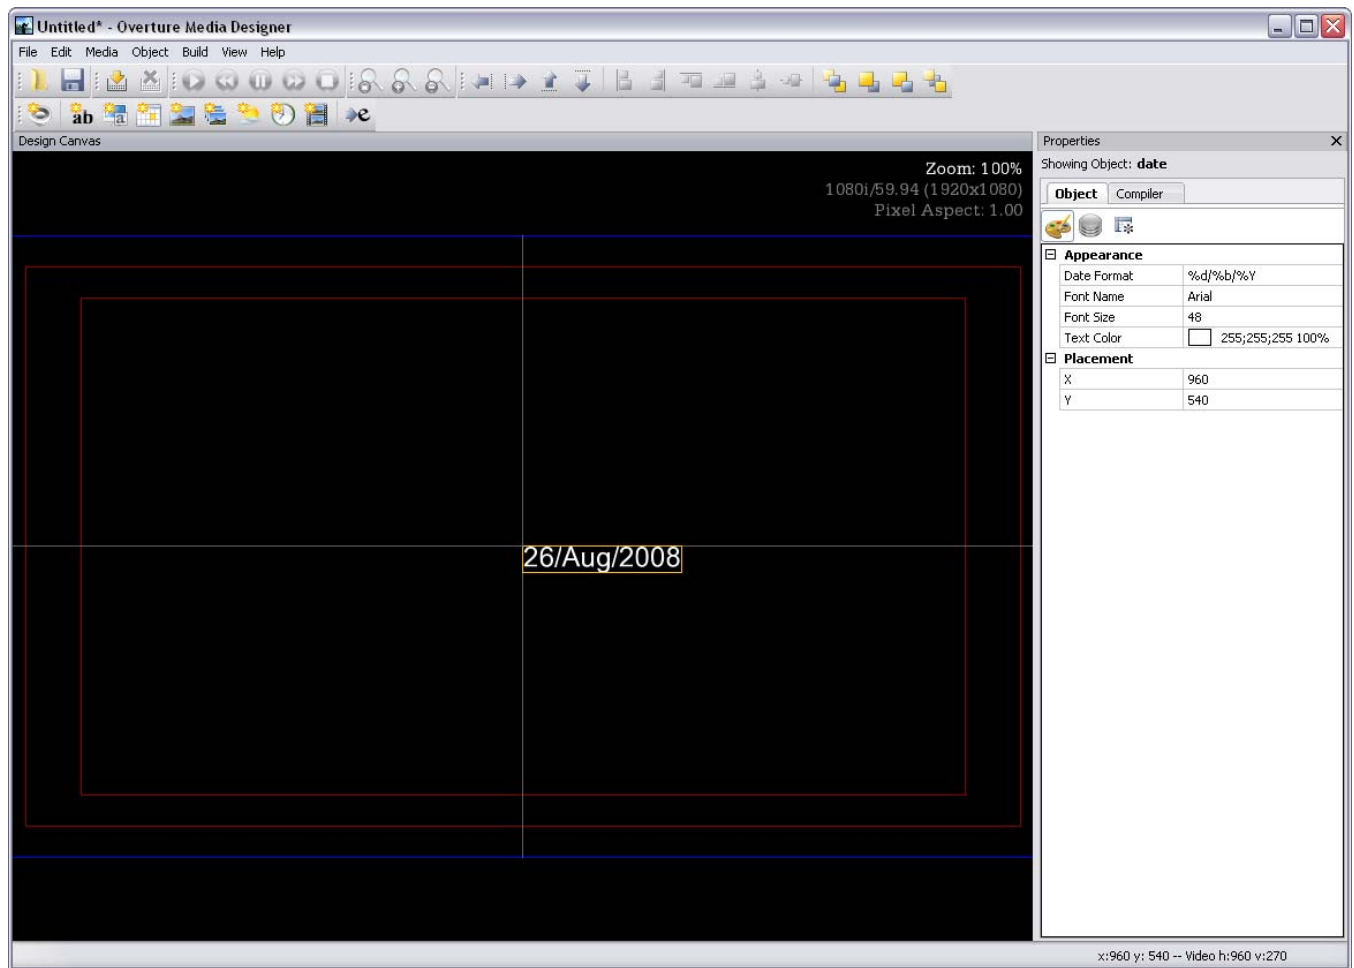 Untitled* - Overture Media Designer
File Edit Media Object Build View Help
ab a e
Design Canvas
Zoom: 100%
1080i/59.94 (1920x1080)
Pixel Aspect: 1.00
26/Aug/2008
Properties
Showing Object: date
Object Compiler
Appearance
Date Format %d/%b/%Y
Font Name Arial
Font Size 48
Text Color 255;255;255 100%
Placement
X 960
Y 540
x:960 y: 540 -- Video h:960 v:270